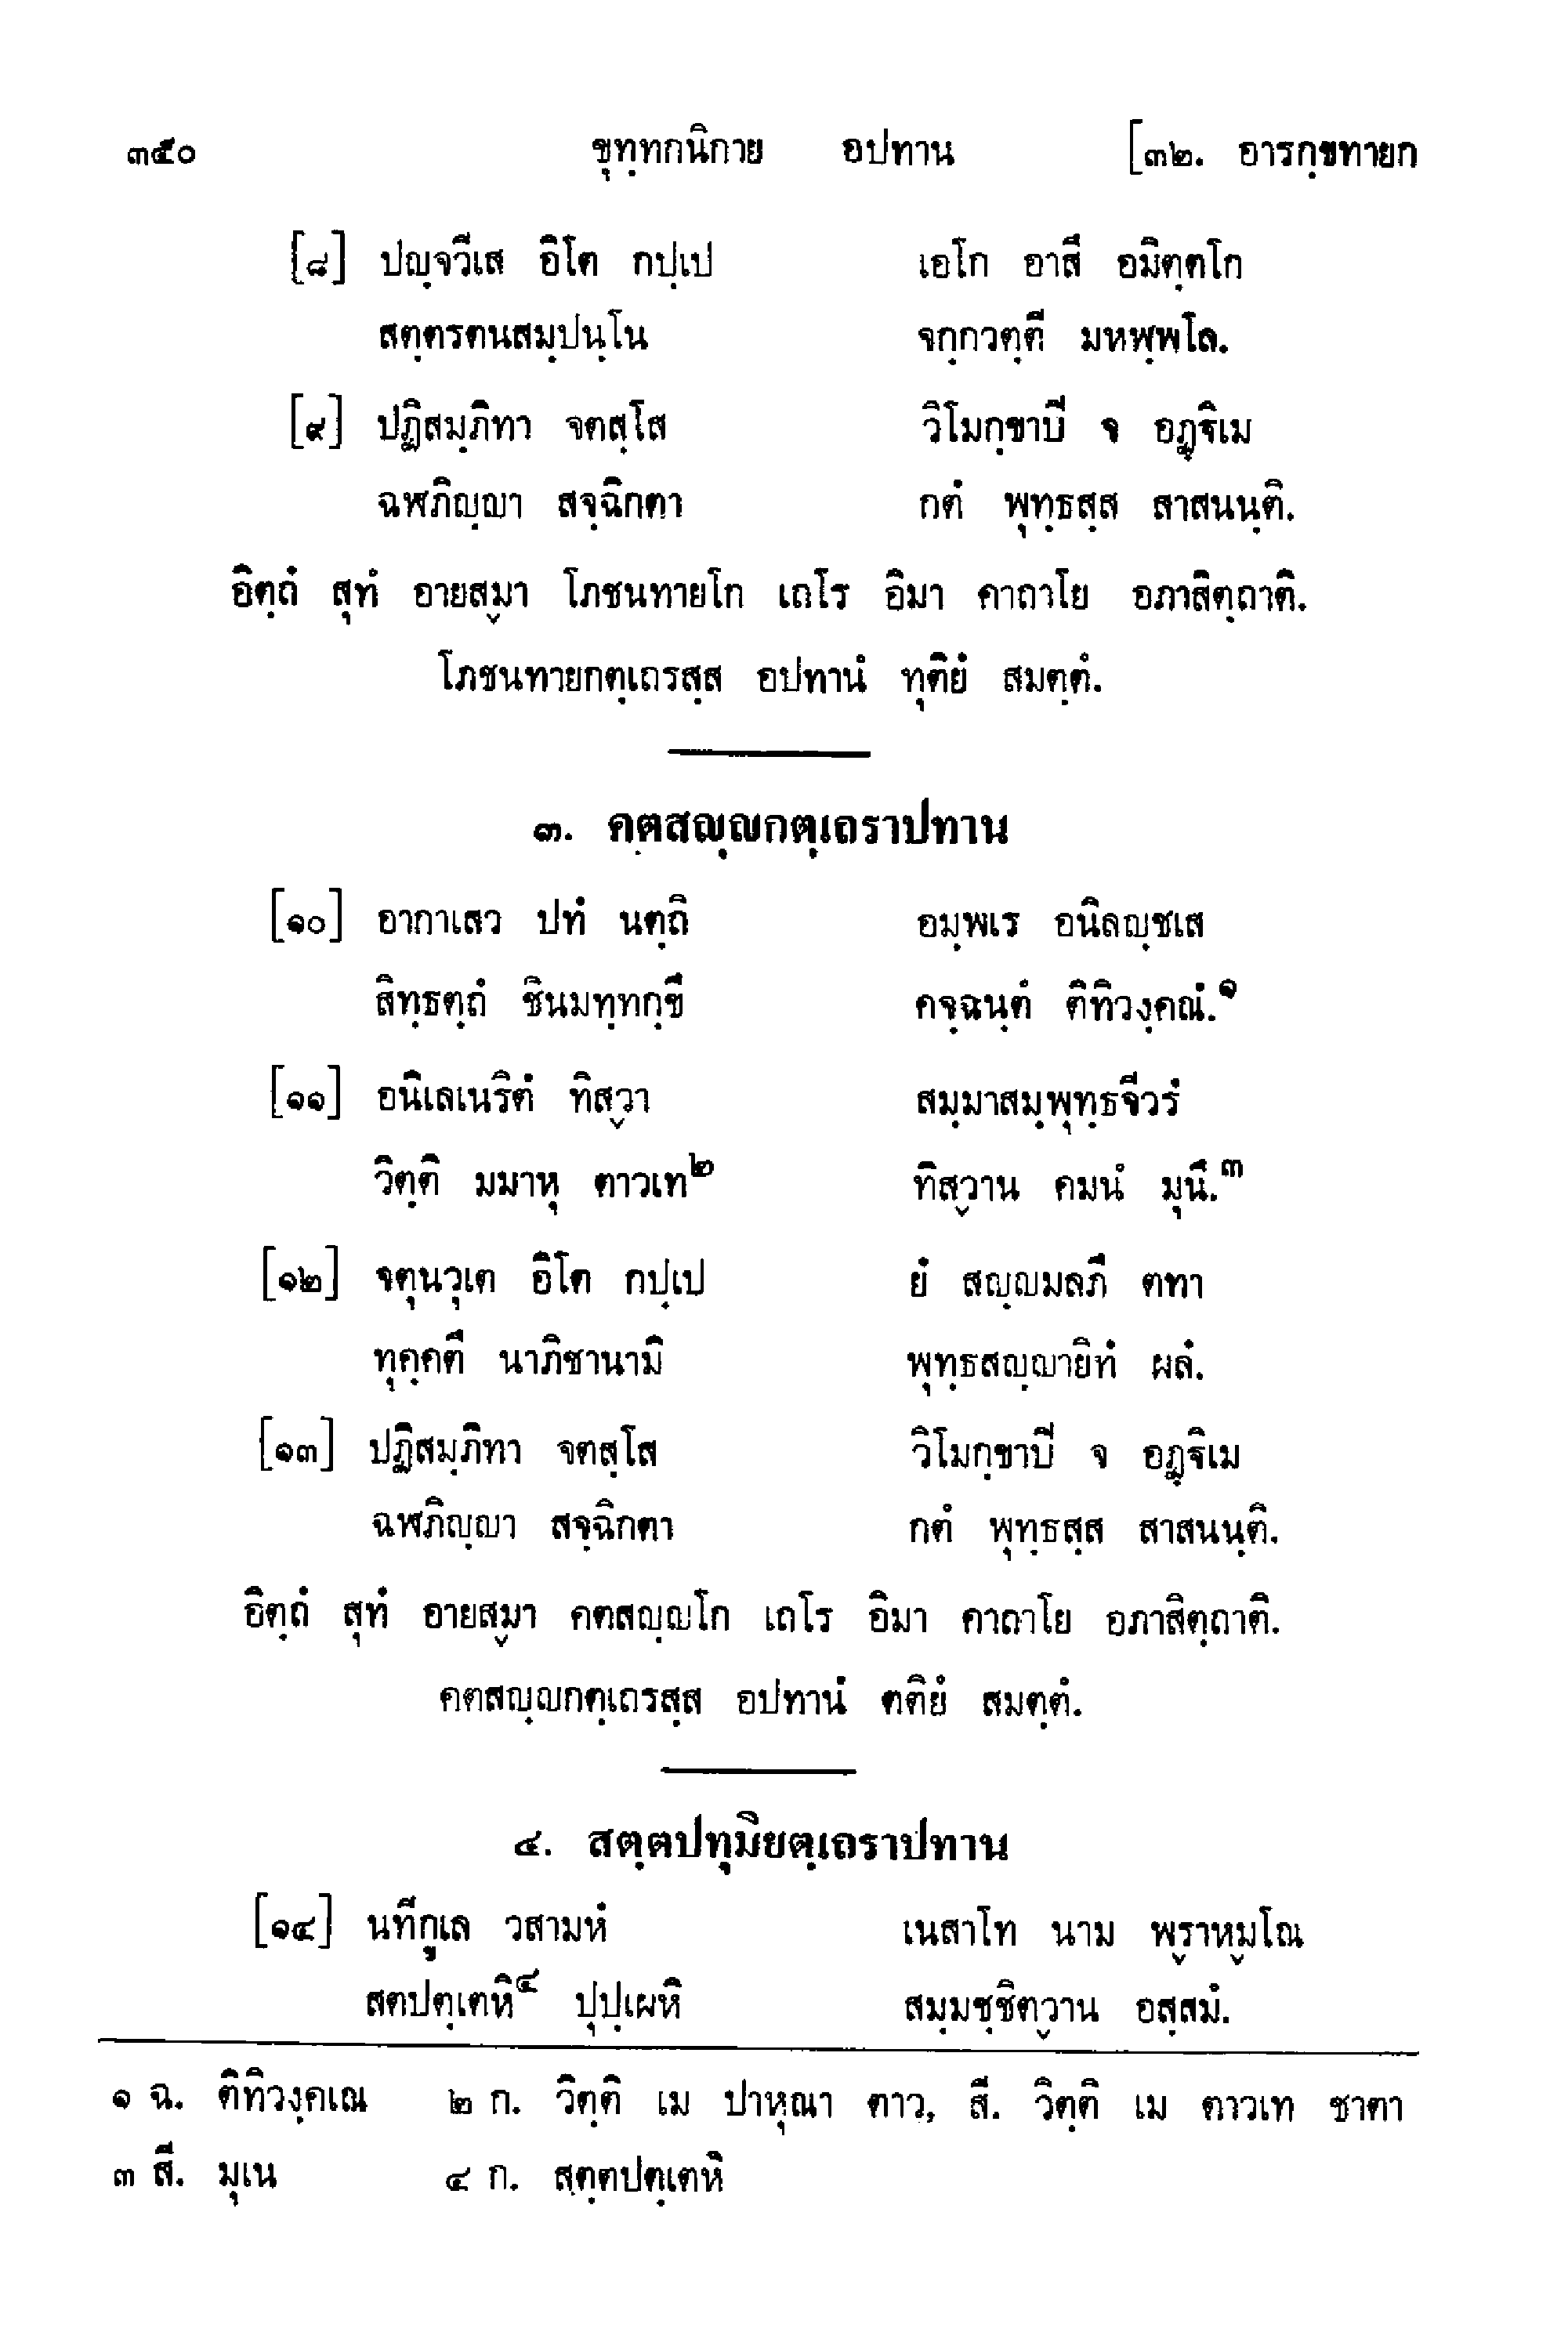 ๓๕๐ ขุทฺทกนิกาย อปทาน [๓๒. อารกฺขทายก
[๘] ปญฺจวีเส อิโต กปฺเป เอโก อาสึ อมิตฺตโก
สตฺตรตนสมฺปนฺโน จกฺกวตฺตี มหพฺพโล.
[๙] ปฏิสมฺภิทา จตสฺโส วิโมกฺขาปิ จ อฏฺฐิเม
ฉฬภิญฺญา สจฺฉิกตา กตํ พุทฺธสฺส สาสนนฺติ.
อิตฺถํ สุทํ อายสฺมา โภชนทายโก เถโร อิมา คาถาโย อภาสิตฺถาติ.
โภชนทายกตฺเถรสฺส อปทานํ ทุติยํ สมตฺตํ.
๓. คตสญฺญกตฺเถราปทาน
[๑๐] อากาเสว ปทํ นตฺถิ อมฺพเร อนิลญฺชเส
สิทฺธตฺถํ ชินมทฺทกฺขึ คจฺฉนฺตํ ติทิวงฺคณํ.๑
[๑๑] อนิเลเนริตํ ทิสฺวา สมฺมาสมฺพุทฺธจีวรํ
วิตฺติ มมาหุ ตาวเท๒ ทิสฺวาน คมนํ มุนึ.๓
[๑๒] จตุนวุเต อิโต กปฺเป ยํ สญฺญมลภึ ตทา
ทุคฺคตึ นาภิชานามิ พุทฺธสญฺญายิทํ ผลํ.
[๑๓] ปฏิสมฺภิทา จตสฺโส วิโมกฺขาปิ จ อฏฺฐิเม
ฉฬภิญฺญา สจฺฉิกตา กตํ พุทฺธสฺส สาสนนฺติ.
อิตฺถํ สุทํ อายสฺมา คตสญฺญโก เถโร อิมา คาถาโย อภาสิตฺถาติ.
คตสญฺญกตฺเถรสฺส อปทานํ ตติยํ สมตฺตํ.
๔. สตฺตปทุมิยตฺเถราปทาน
[๑๔] นทีกูเล วสามหํ เนสาโท นาม พฺราหฺมโณ
สตปตฺเตหิ๔ ปุปฺเผหิ สมฺมชฺชิตฺวาน อสฺสมํ.
๑ ฉ. ติทิวงฺคเณ ๒ ก. วิตฺติ เม ปาหุณา ตาว, สี. วิตฺติ เม ตาวเท ชาตา
๓ สี. มุเน ๔ ก. สตฺตปตฺเตหิ